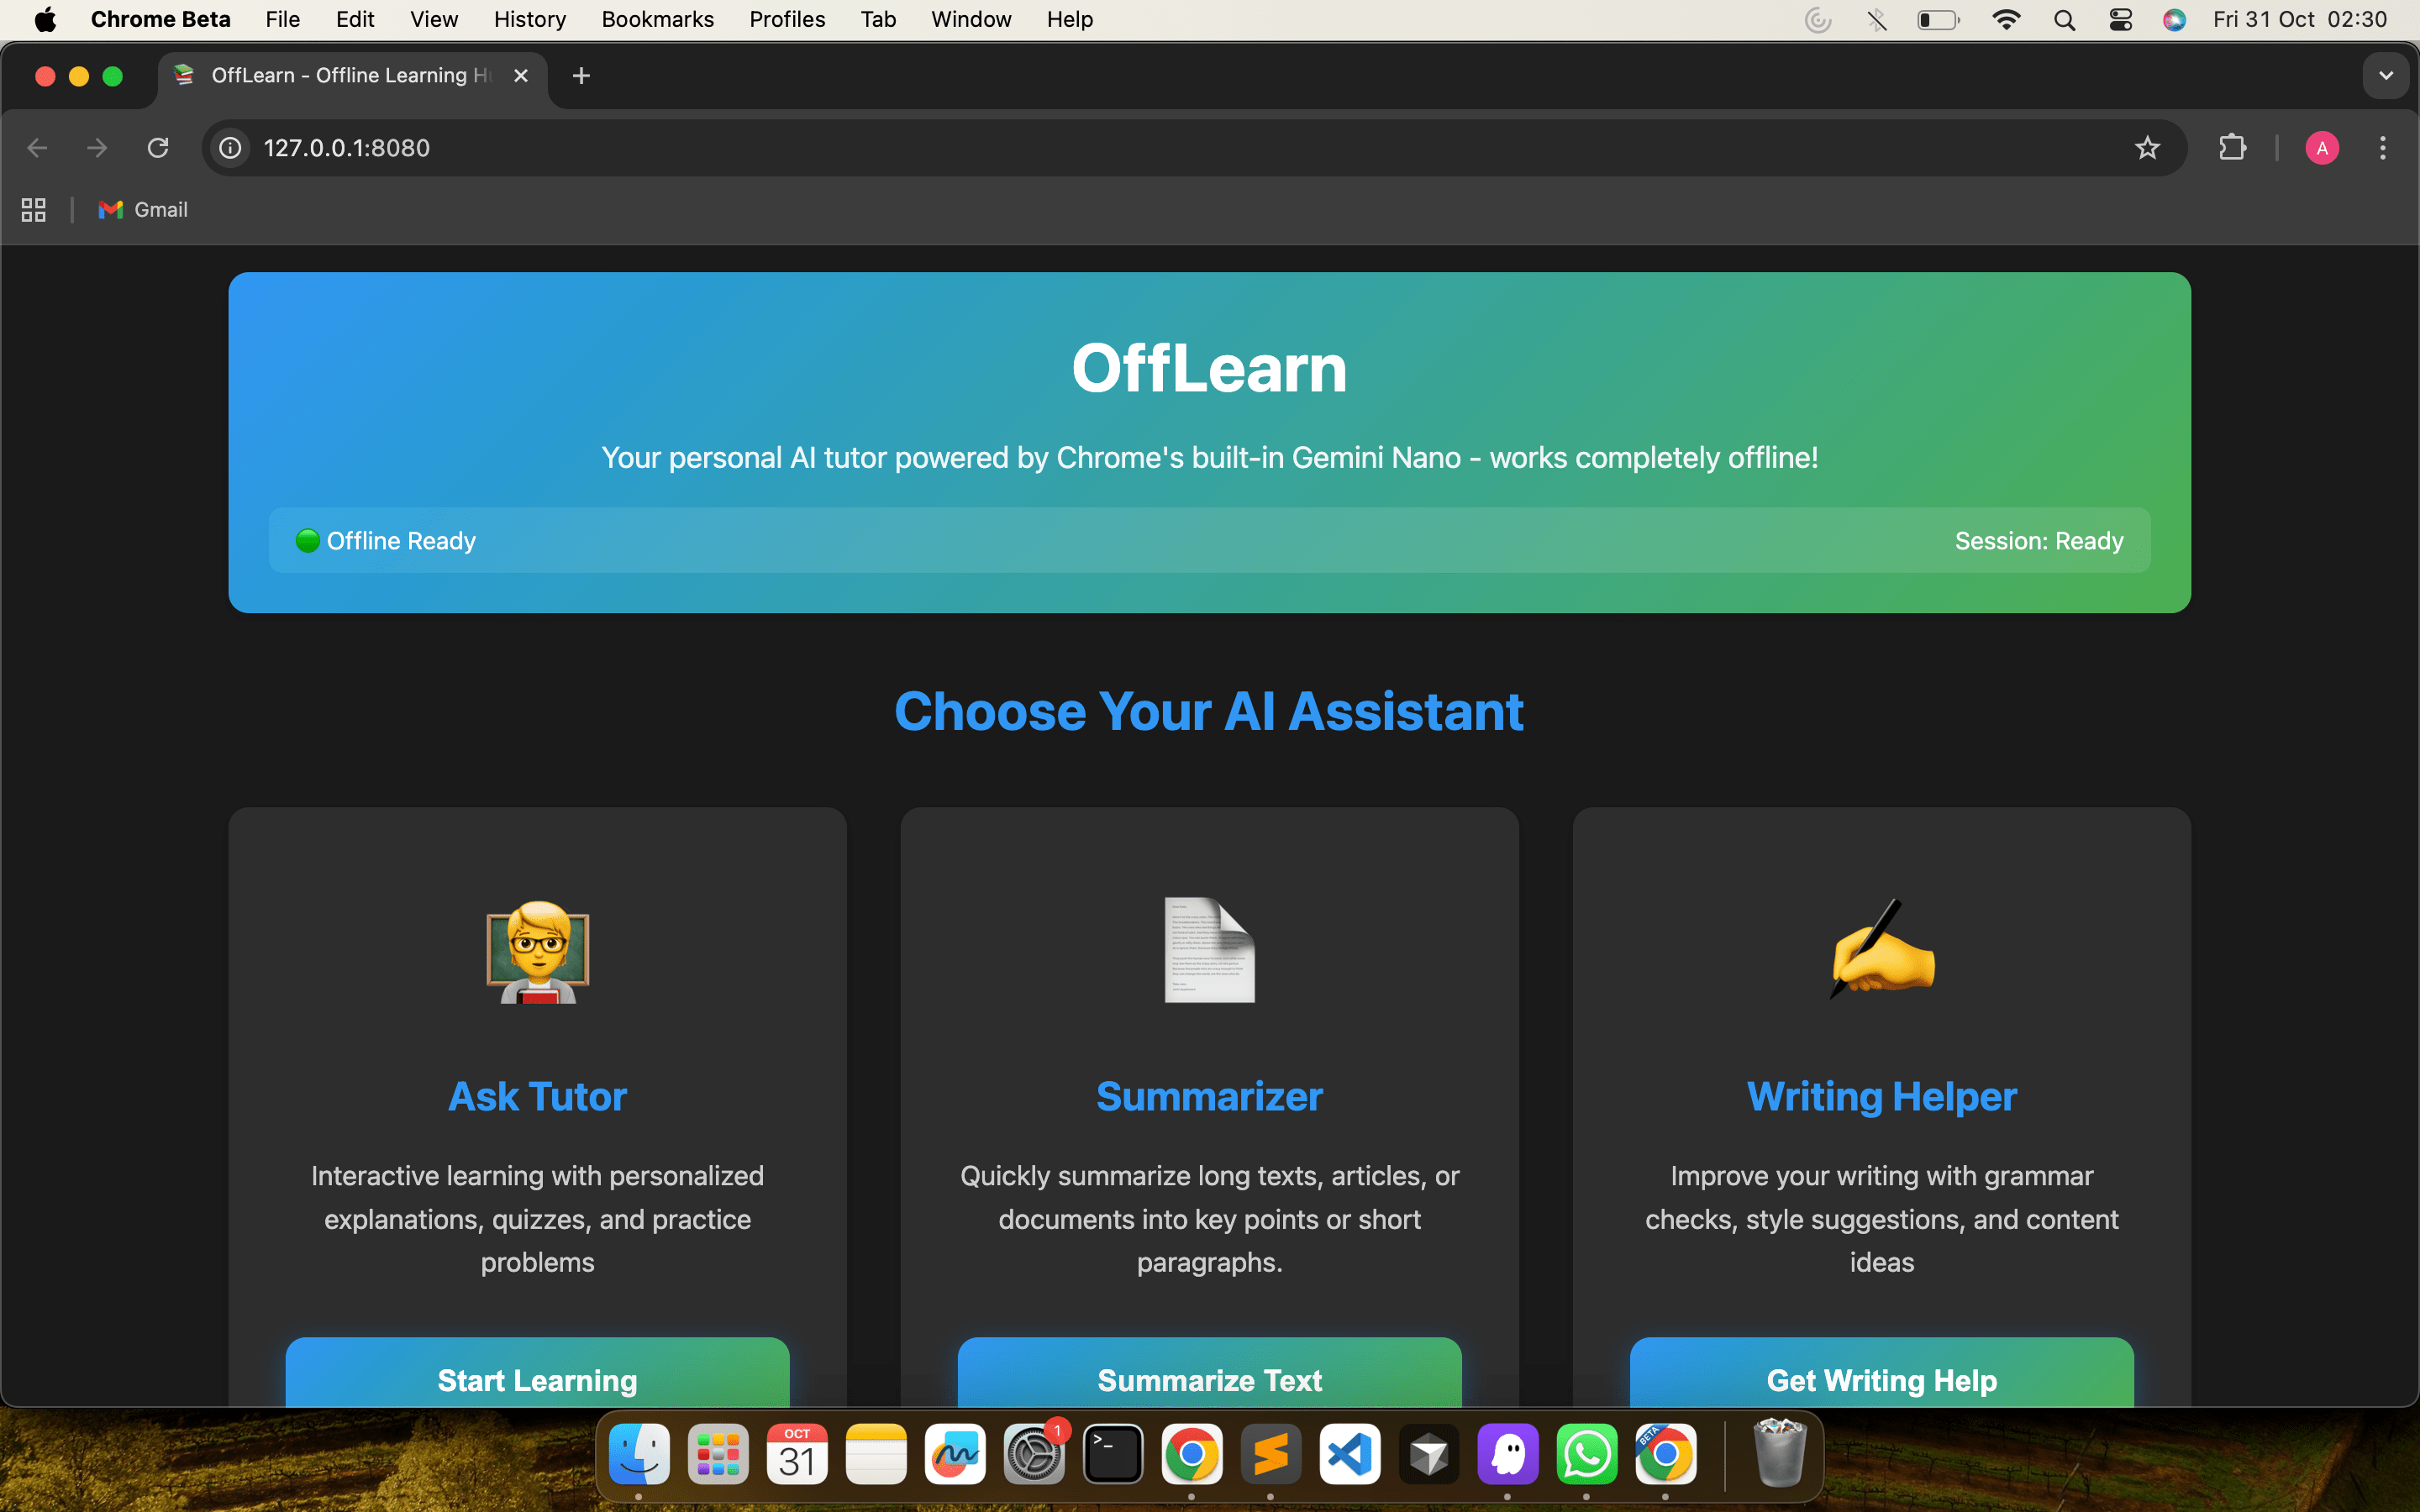 Chrome Beta File Edit View History Bookmarks Profiles Tab Window Help Fri 31 Oct 02:30
OffLearn - Offline Learning H
127.0.0.1:8080 A
Gmail
OffLearn
Your personal AI tutor powered by Chrome's built-in Gemini Nano - works completely offline!
Offline Ready Session: Ready
Choose Your AI Assistant
Ask Tutor
Interactive learning with personalized
explanations, quizzes, and practice
problems
Start Learning
Summarizer
Quickly summarize long texts, articles, or
documents into key points or short
paragraphs.
Summarize Text
Writing Helper
Improve your writing with grammar
checks, style suggestions, and content
ideas
Get Writing Help
OCT
31
1
BETA